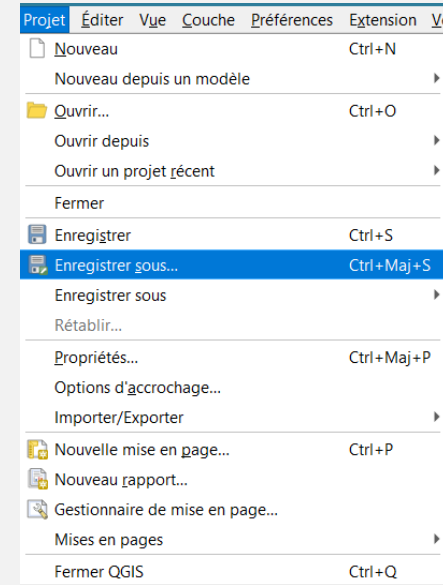 Projet Éditer Vue Couche Préférences Extension
Nouveau Ctrl+N
Nouveau depuis un modèle
Ouvrir... Ctrl+O
Ouvrir depuis
Ouvrir un projet récent
Fermer
Enregistrer Ctrl+S
Enregistrer sous... Ctrl+Maj+S
Enregistrer sous
Rétablir...
Propriétés... Ctrl+Maj+P
Options d'accrochage...
Importer/Exporter
Nouvelle mise en page... Ctrl+P
Nouveau rapport...
Gestionnaire de mise en page...
Mises en pages
Fermer QGIS Ctrl+Q